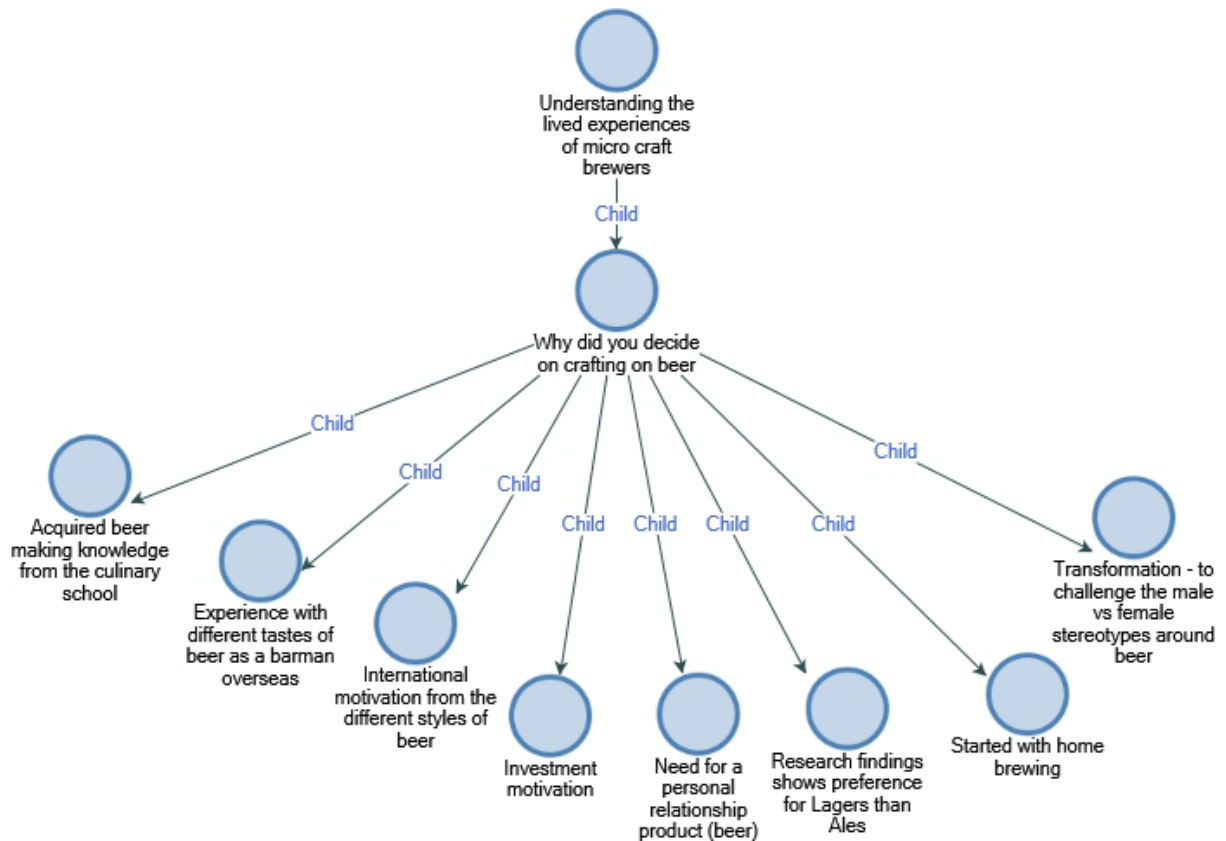 Understanding the
lived experiences
of micro craft
brewers
Child
Why did you decide
on crafting on beer
Child
Child
Child
Child
Child
Child
Child
Child
Acquired beer
making knowledge
from the culinary
school
Experience with
different tastes of
beer as a barman
overseas
International
motivation from the
different styles of
beer
Investment
motivation
Need for a
personal
relationship
product (beer)
Research findings
shows preference
for Lagers than
Ales
Started with home
brewing
Transformation - to
challenge the male
vs female
stereotypes around
beer